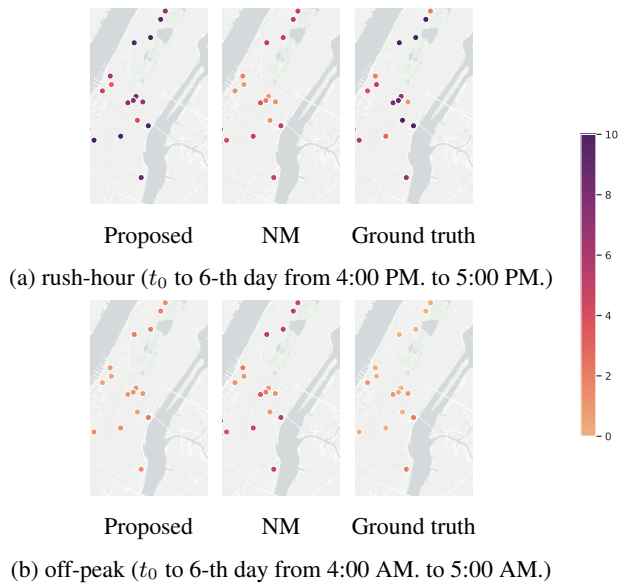 Proposed NM Ground truth
(a) rush-hour (t₀ to 6-th day from 4:00 PM. to 5:00 PM.)
10
8
6
4
2
0
Proposed NM Ground truth
(b) off-peak (t₀ to 6-th day from 4:00 AM. to 5:00 AM.)